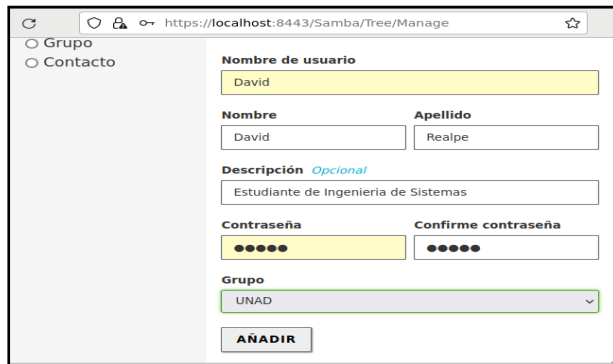 https://localhost:8443/Samba/Tree/Manage
Grupo
Contacto
Nombre de usuario
David
Nombre Apellido
David Realpe
Descripción Opcional
Estudiante de Ingenieria de Sistemas
Contraseña Confirme contraseña
●●●●● ●●●●●
Grupo
UNAD
AÑADIR